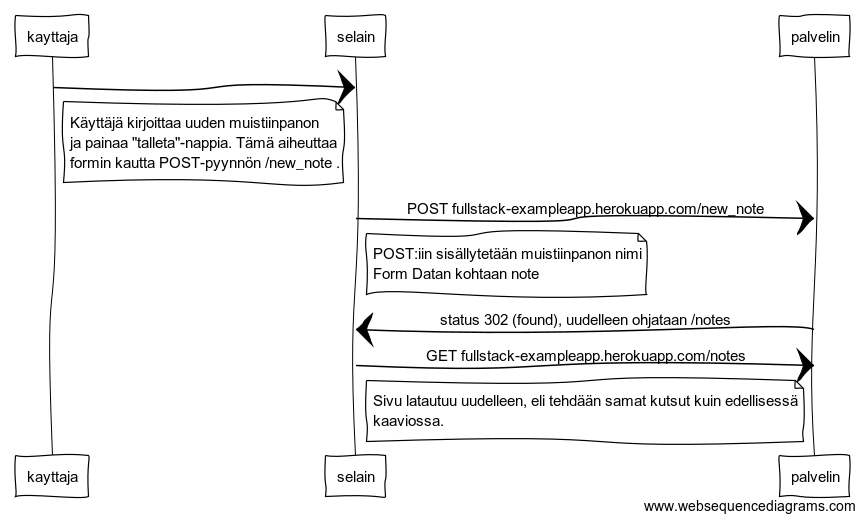 kayttaja
selain
palvelin
Käyttäjä kirjoittaa uuden muistiinpanon
ja painaa "talleta"-nappia. Tämä aiheuttaa
formin kautta POST-pyynnön /new_note .
POST fullstack-exampleapp.herokuapp.com/new_note
POST:iin sisällytetään muistiinpanon nimi
Form Datan kohtaan note
status 302 (found), uudelleen ohjataan /notes
GET fullstack-exampleapp.herokuapp.com/notes
Sivu latautuu uudelleen, eli tehdään samat kutsut kuin edellisessä
kaaviossa.
kayttaja
selain
palvelin
www.websequencediagrams.com